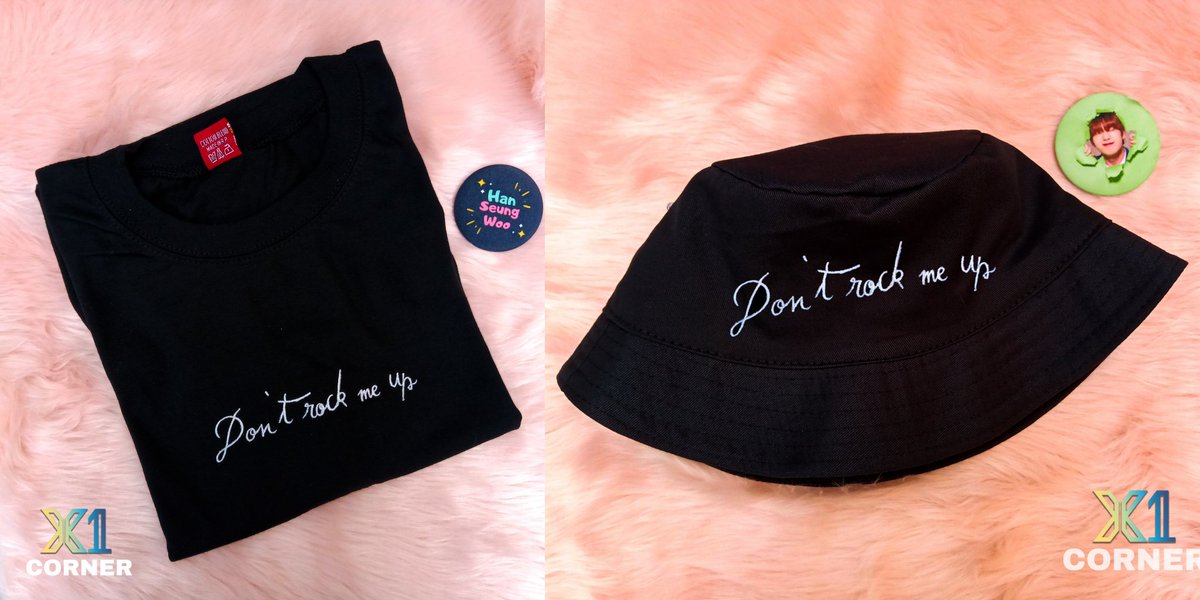 Han
Seung
Woo
Don't rock me up
X1
CORNER
Don't rock me up
X1
CORNER